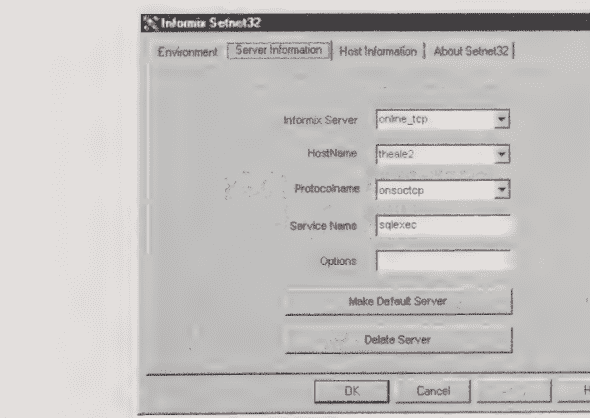 Informix Setnet32
Environment Server Information Host Information About Setnet32
Informix Server online_tcp
HostName theale2
Protocolname onsoctcp
Service Name sqlexec
Options
Make Default Server
Delete Server
OK Cancel